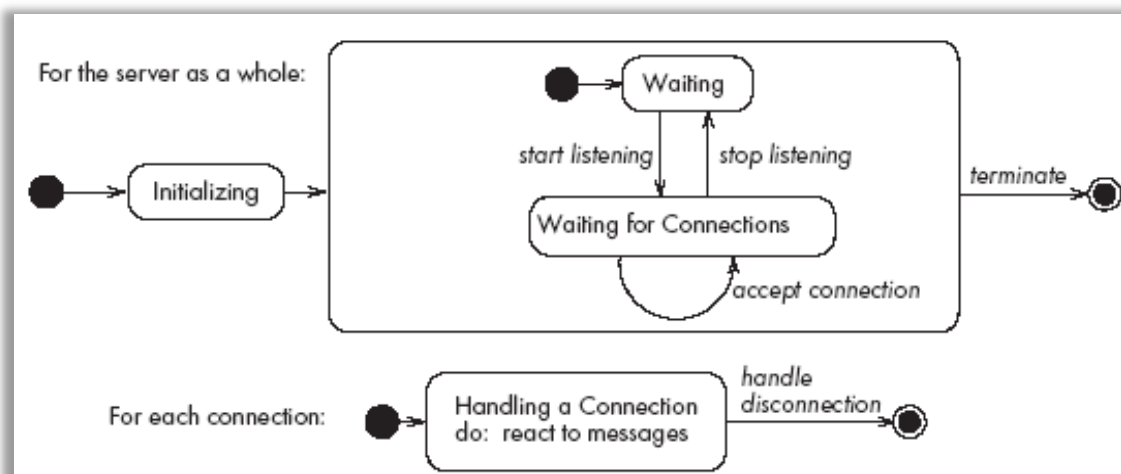 For the server as a whole:
Waiting
start listening
stop listening
Initializing
terminate
Waiting for Connections
accept connection
For each connection:
Handling a Connection
do: react to messages
handle
disconnection